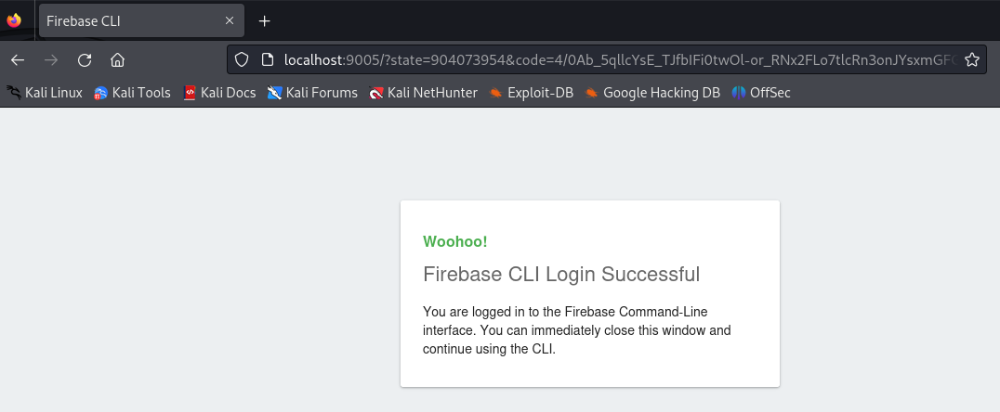 Firebase CLI
localhost:9005/?state=904073954&code=4/0Ab_5qllcYsE_TJfbIFi0twOl-or_RNx2FLo7tlcRn3onJYsxmGFC
Kali Linux Kali Tools Kali Docs Kali Forums Kali NetHunter Exploit-DB Google Hacking DB OffSec
Woohoo!
Firebase CLI Login Successful
You are logged in to the Firebase Command-Line
interface. You can immediately close this window and
continue using the CLI.